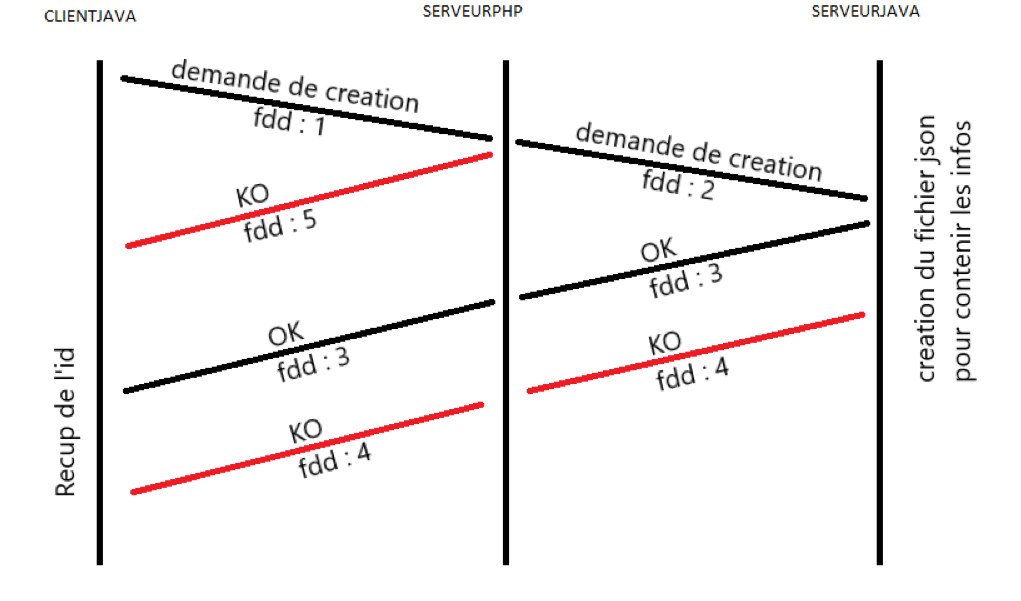 CLIENTJAVA
SERVEURPHP
SERVEURJAVA
demande de creation
fdd : 1
demande de creation
fdd : 2
KO
fdd : 5
OK
fdd : 3
OK
fdd : 3
KO
fdd : 4
KO
fdd : 4
Recup de l'id
creation du fichier json
pour contenir les infos